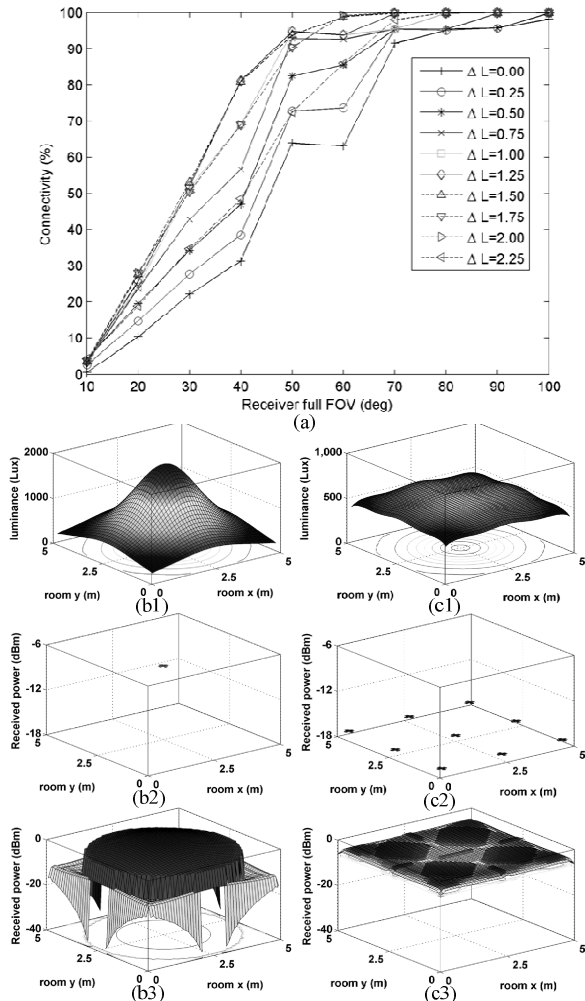 100
90
80
70
60
50
40
30
20
10
0
Connectivity (%)
10 20 30 40 50 60 70 80 90 100
Receiver full FOV (deg)
Δ L=0.00
Δ L=0.25
Δ L=0.50
Δ L=0.75
Δ L=1.00
Δ L=1.25
Δ L=1.50
Δ L=1.75
Δ L=2.00
Δ L=2.25
(a)
2000
1000
0
luminance (Lux)
5
2.5
0
room y (m)
0
2.5
5
room x (m)
(b1)
1,000
500
0
luminance (Lux)
5
2.5
0
room y (m)
0
2.5
5
room x (m)
(c1)
-6
-12
-18
Received power (dBm)
5
2.5
0
room y (m)
0
2.5
5
room x (m)
(b2)
-6
-12
-18
Received power (dBm)
5
2.5
0
room y (m)
0
2.5
5
room x (m)
(c2)
0
-20
-40
Received power (dBm)
5
2.5
0
room y (m)
0
2.5
5
room x (m)
(b3)
0
-20
-40
Received power (dBm)
5
2.5
0
room y (m)
0
2.5
5
room x (m)
(c3)